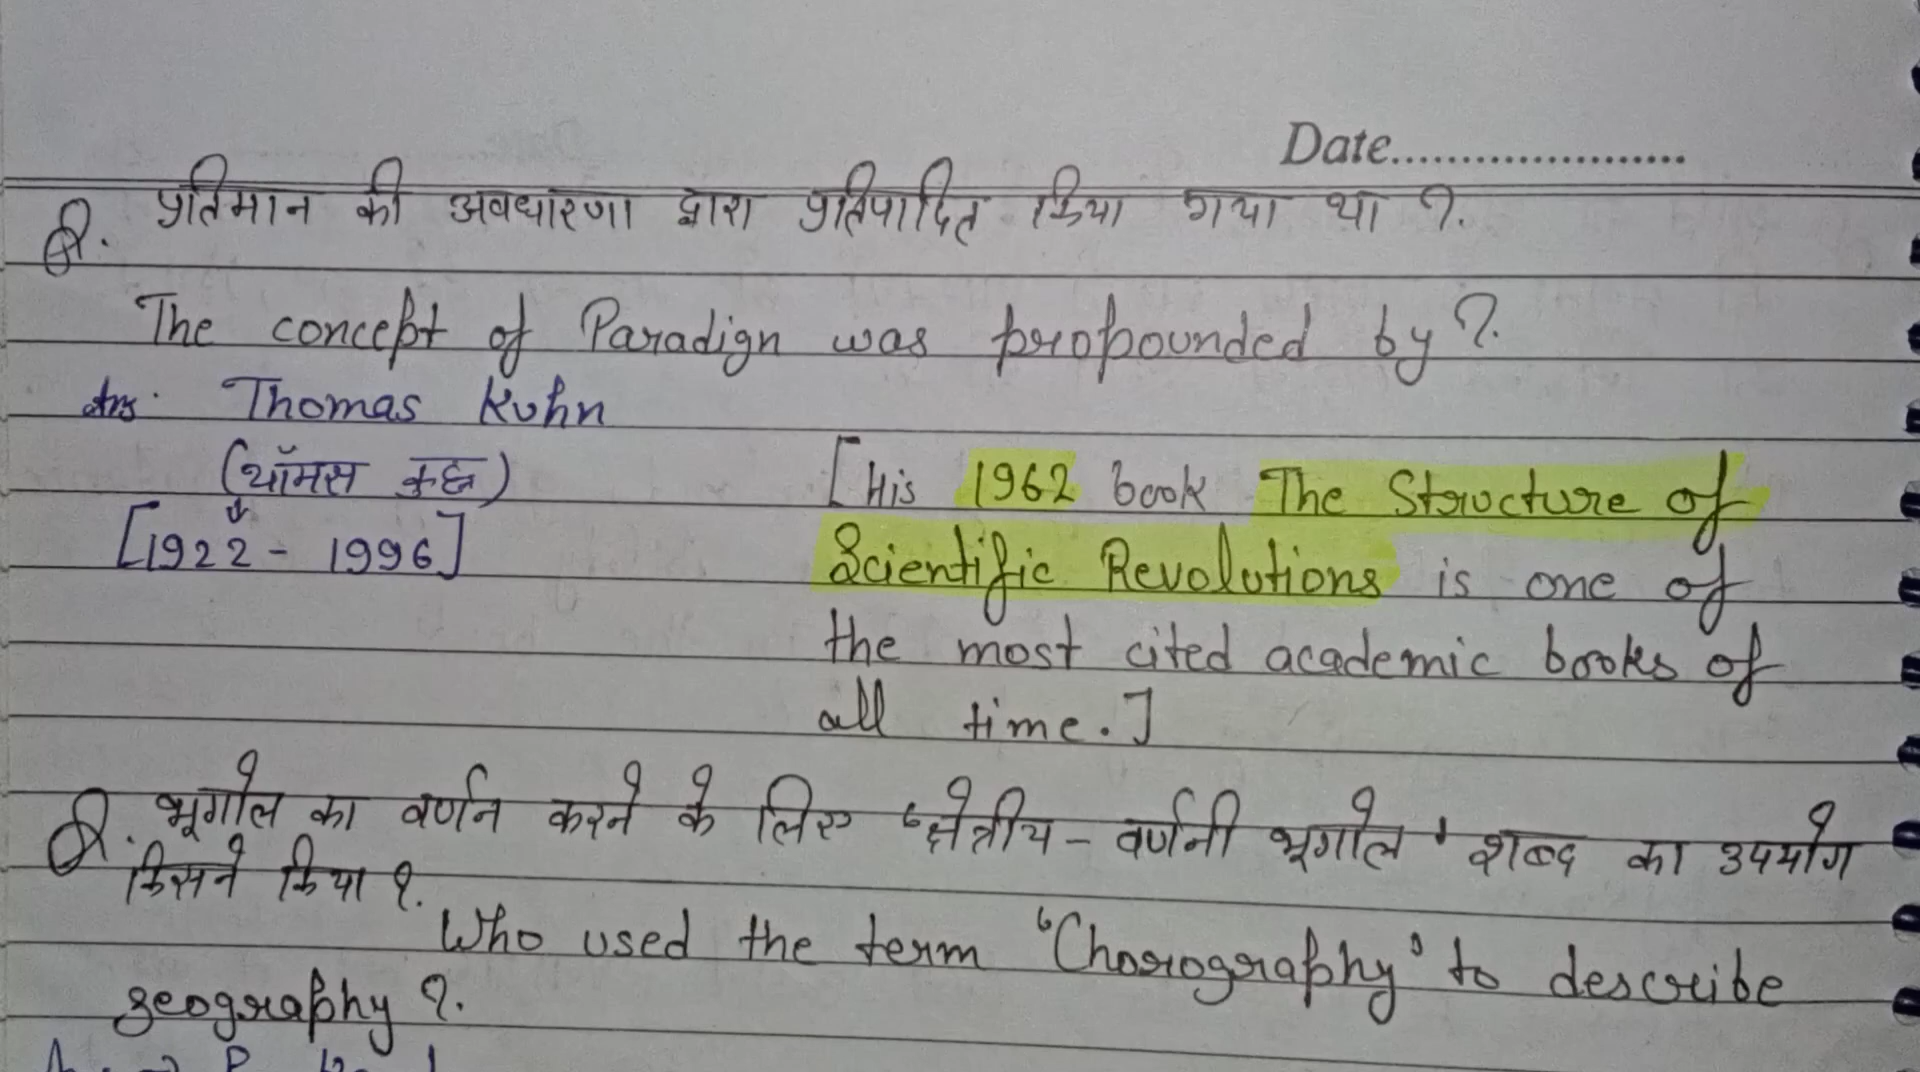 Date......................
Q. प्रतिमान की अवधारणा द्वारा प्रतिपादित किया गया था ?.
The concept of Paradign was propounded by ?.
Ans. Thomas Kuhn
(थॉमस कुह्न)
[1922 - 1996]
[His 1962 book The Structure of
Scientific Revolutions is one of
the most cited academic books of
all time.]
Q. भूगोल का वर्णन करने के लिए 'क्षेत्रीय - वर्णनी भूगोल' शब्द का उपयोग
किसने किया ?.
Who used the term 'Chorography' to describe
geography ?.